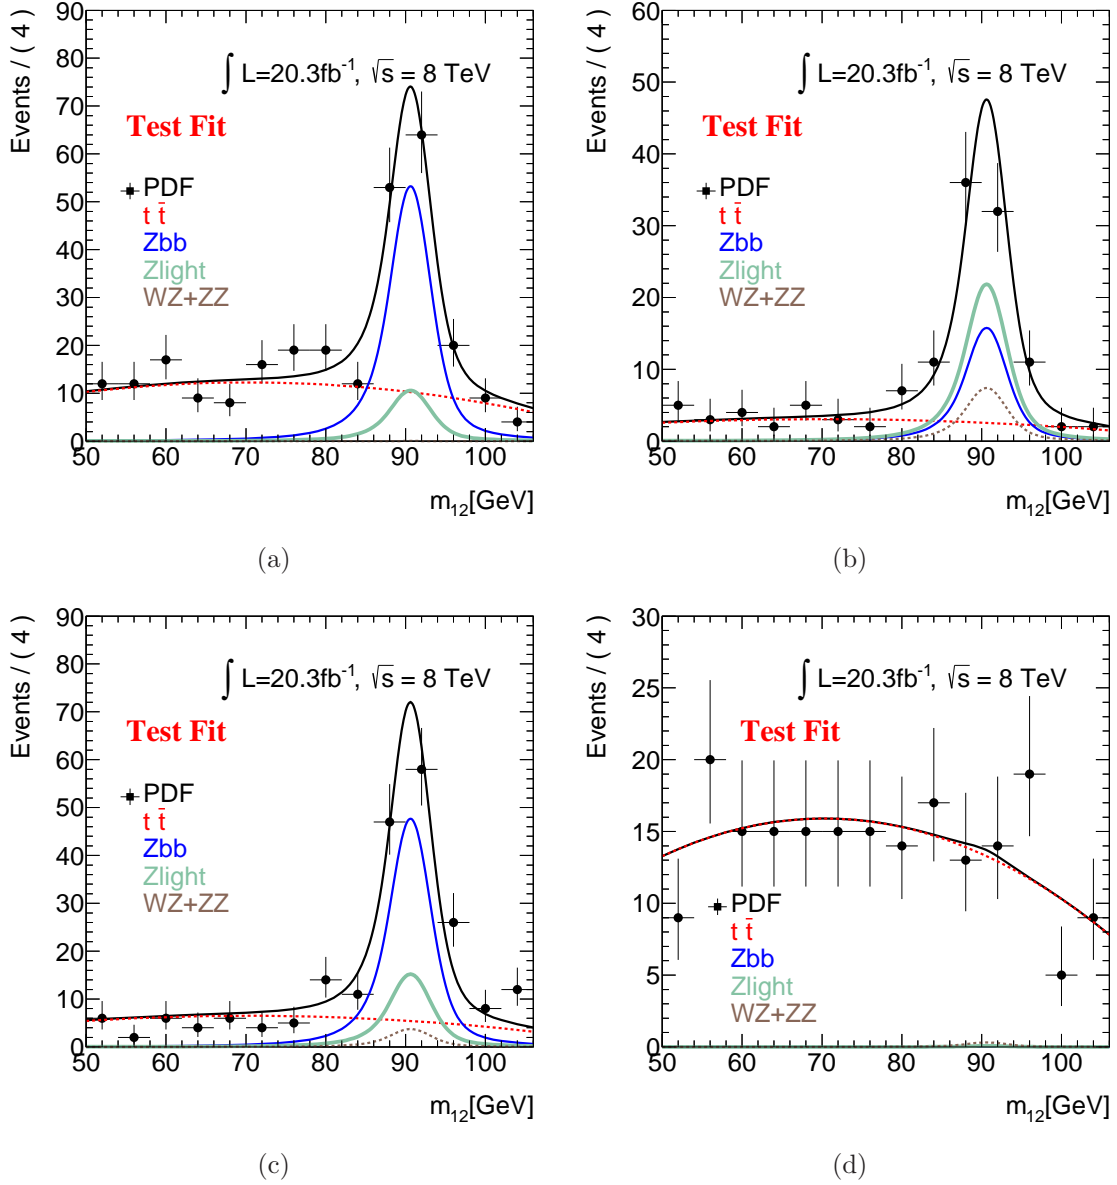 Events / ( 4 )
90
80
70
60
50
40
30
20
10
0
∫ L=20.3fb⁻¹, √s = 8 TeV
Test Fit
PDF
t t̄
Zbb
Zlight
WZ+ZZ
50 60 70 80 90 100
m₁₂[GeV]
(a)
Events / ( 4 )
60
50
40
30
20
10
0
∫ L=20.3fb⁻¹, √s = 8 TeV
Test Fit
PDF
t t̄
Zbb
Zlight
WZ+ZZ
50 60 70 80 90 100
m₁₂[GeV]
(b)
Events / ( 4 )
90
80
70
60
50
40
30
20
10
0
∫ L=20.3fb⁻¹, √s = 8 TeV
Test Fit
PDF
t t̄
Zbb
Zlight
WZ+ZZ
50 60 70 80 90 100
m₁₂[GeV]
(c)
Events / ( 4 )
30
25
20
15
10
5
0
∫ L=20.3fb⁻¹, √s = 8 TeV
Test Fit
PDF
t t̄
Zbb
Zlight
WZ+ZZ
50 60 70 80 90 100
m₁₂[GeV]
(d)